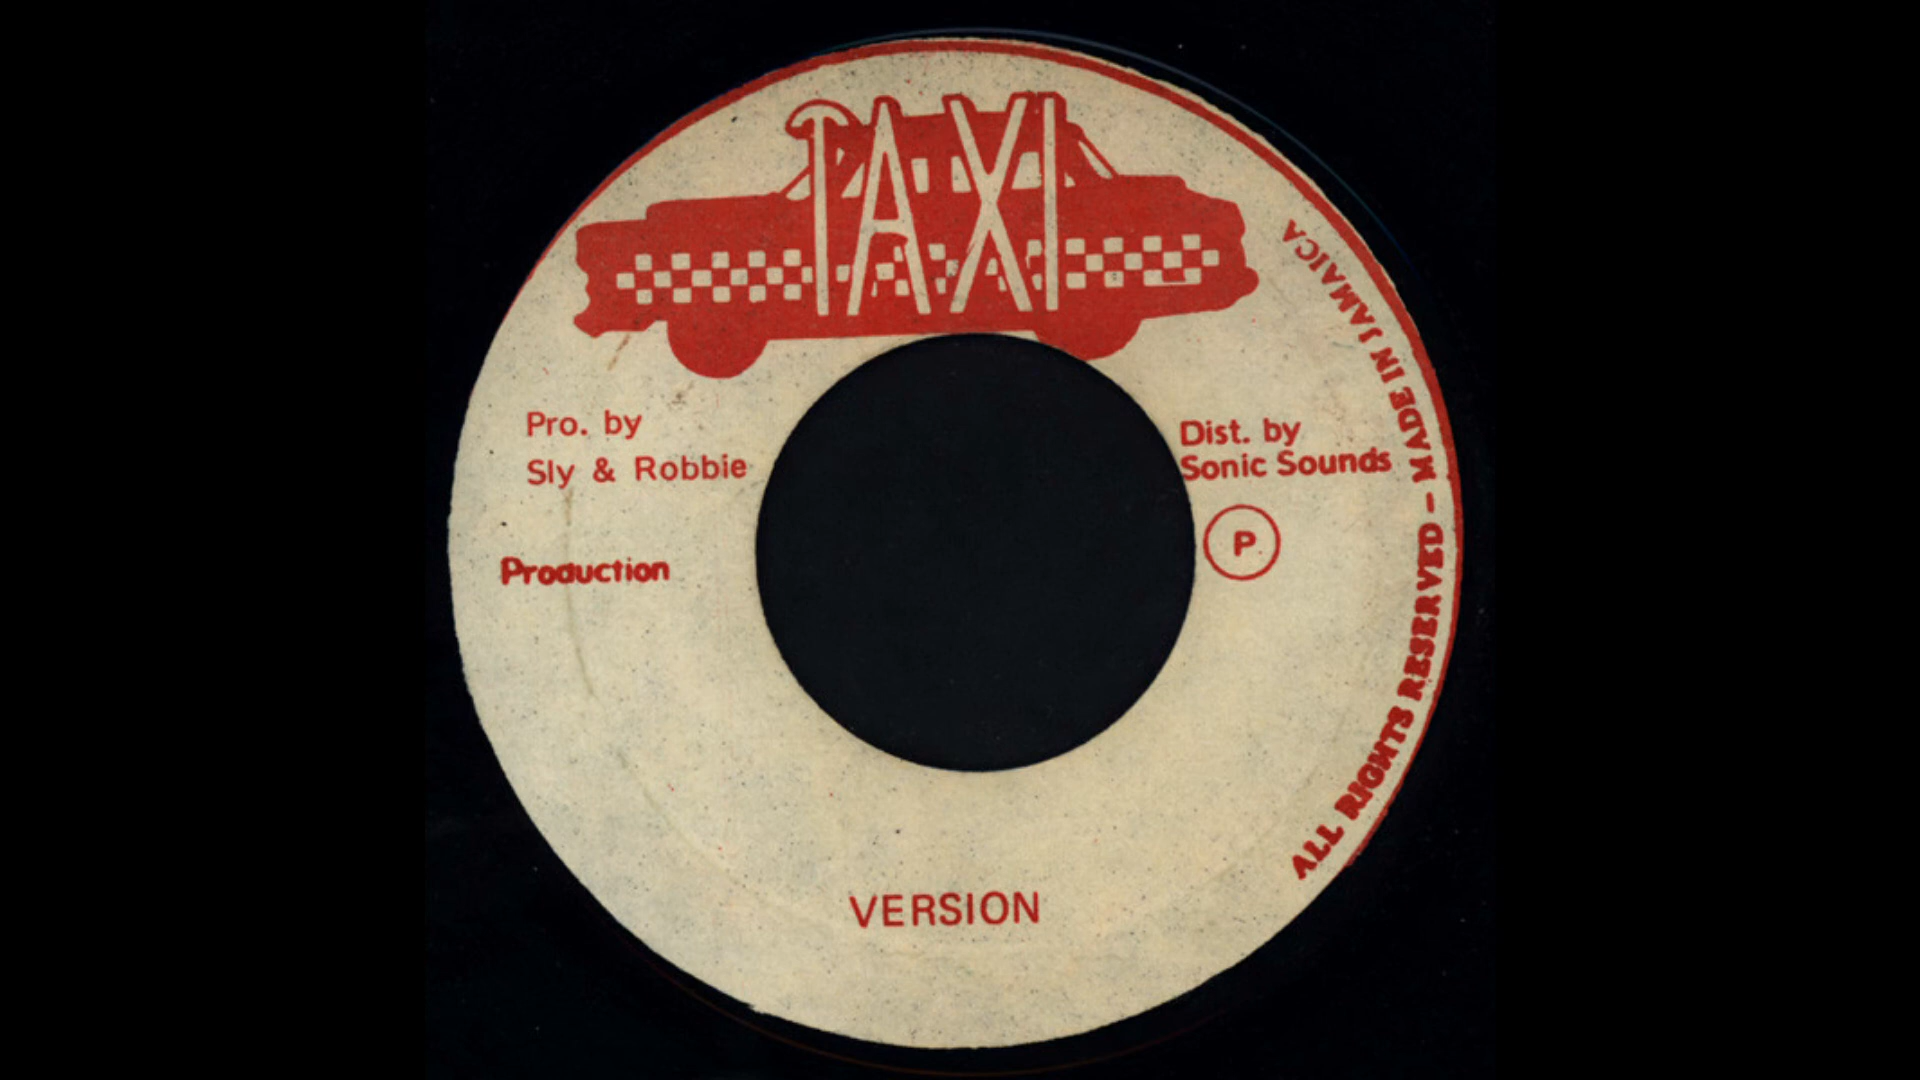 TAXI
Pro. by
Sly & Robbie
Production
Dist. by
Sonic Sounds
P
ALL RIGHTS RESERVED - MADE IN JAMAICA
VERSION